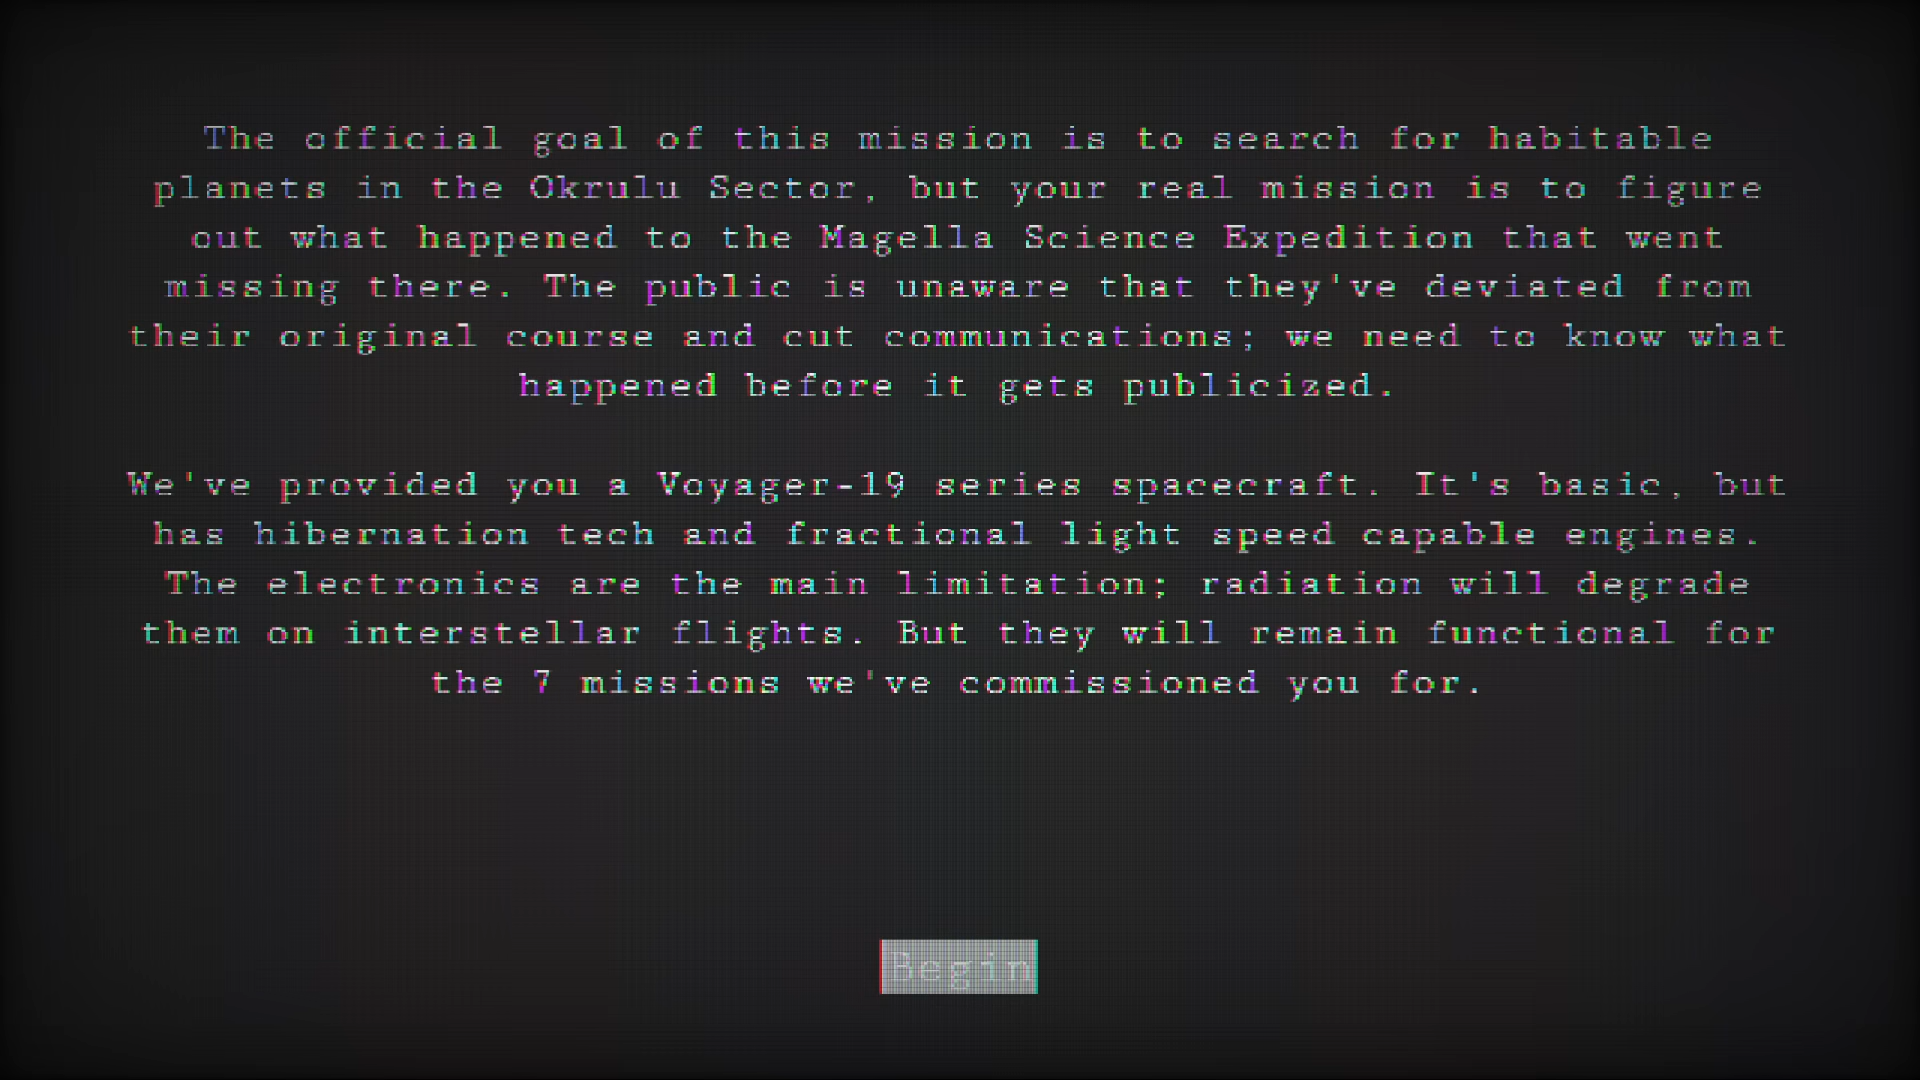 The official goal of this mission is to search for habitable
planets in the Okrulu Sector, but your real mission is to figure
out what happened to the Magella Science Expedition that went
missing there. The public is unaware that they've deviated from
their original course and cut communications; we need to know what
happened before it gets publicized.
We've provided you a Voyager-19 series spacecraft. It's basic, but
has hibernation tech and fractional light speed capable engines.
The electronics are the main limitation; radiation will degrade
them on interstellar flights. But they will remain functional for
the 7 missions we've commissioned you for.
Begin